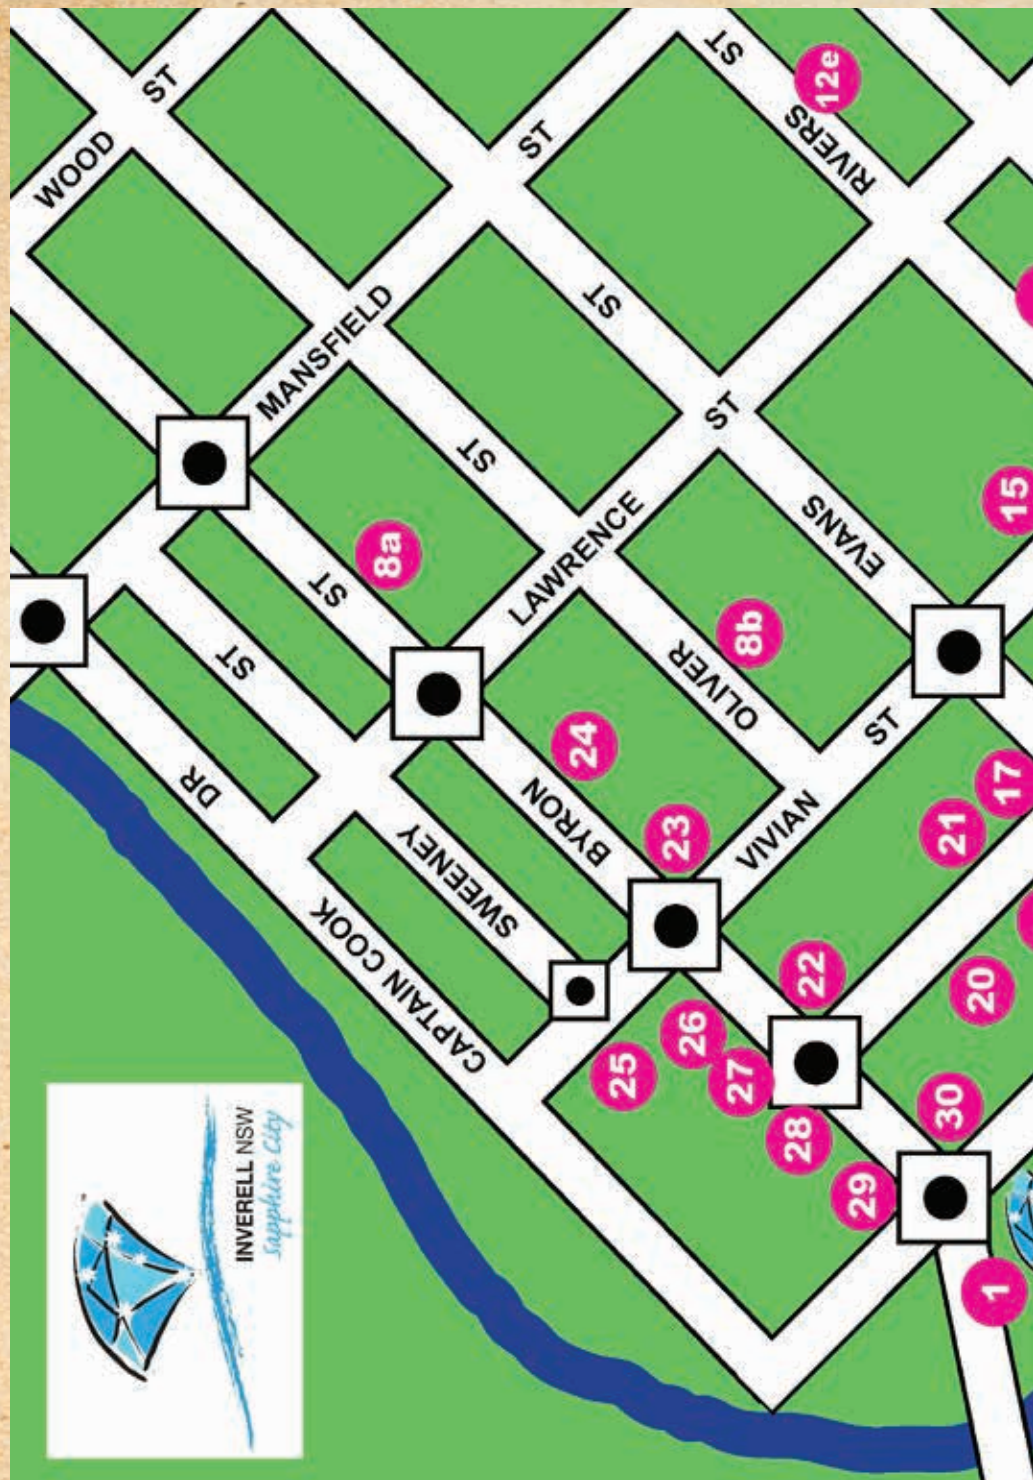 WOOD ST
MANSFIELD ST
LAWRENCE ST
VIVIAN ST
RIVERS ST
EVANS ST
OLIVER ST
BYRON ST
SWEENEY ST
CAPTAIN COOK DR
12e
15
8a
8b
24
23
17
21
22
20
25
26
27
28
29
30
1
INVERELL NSW
Sapphire City